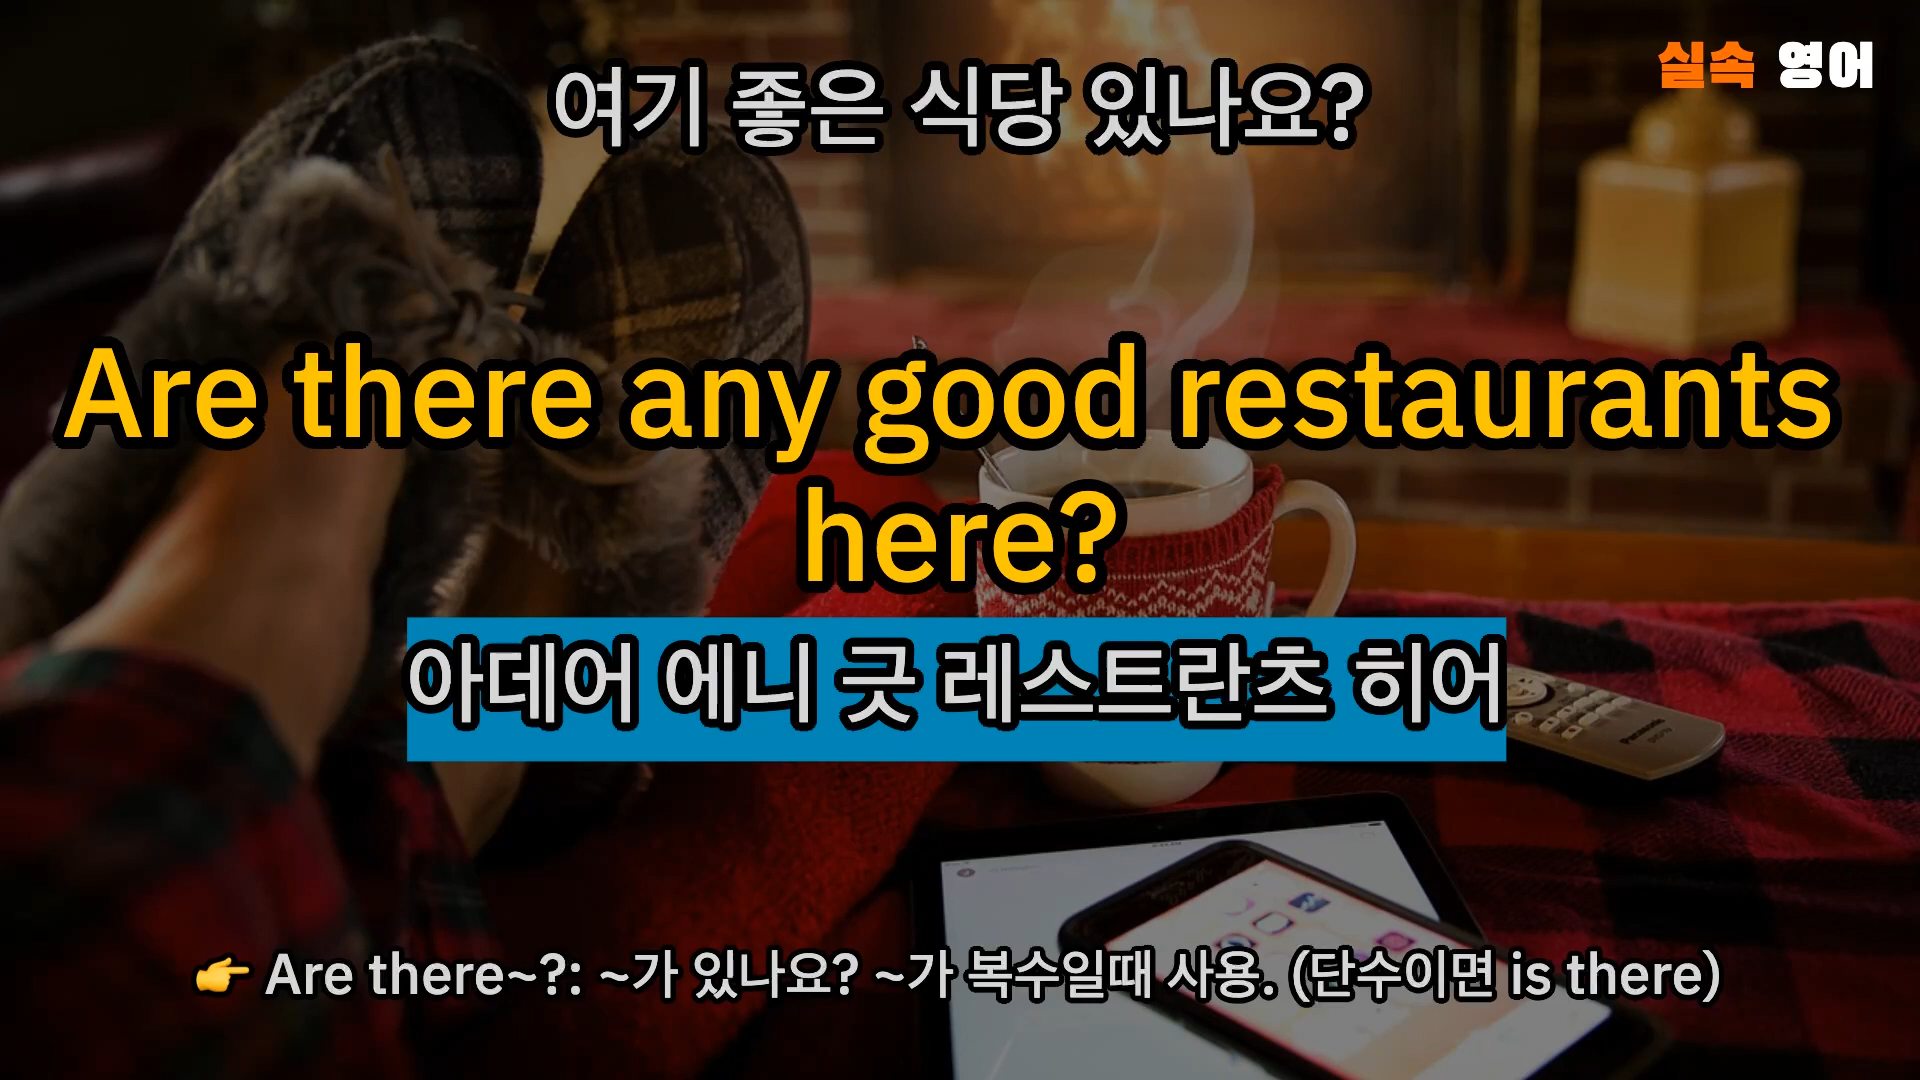 실속 영어
여기 좋은 식당 있나요?
Are there any good restaurants
here?
아데어 에니 굿 레스트란츠 히어
Panasonic
👉 Are there~?: ~가 있나요? ~가 복수일때 사용. (단수이면 is there)